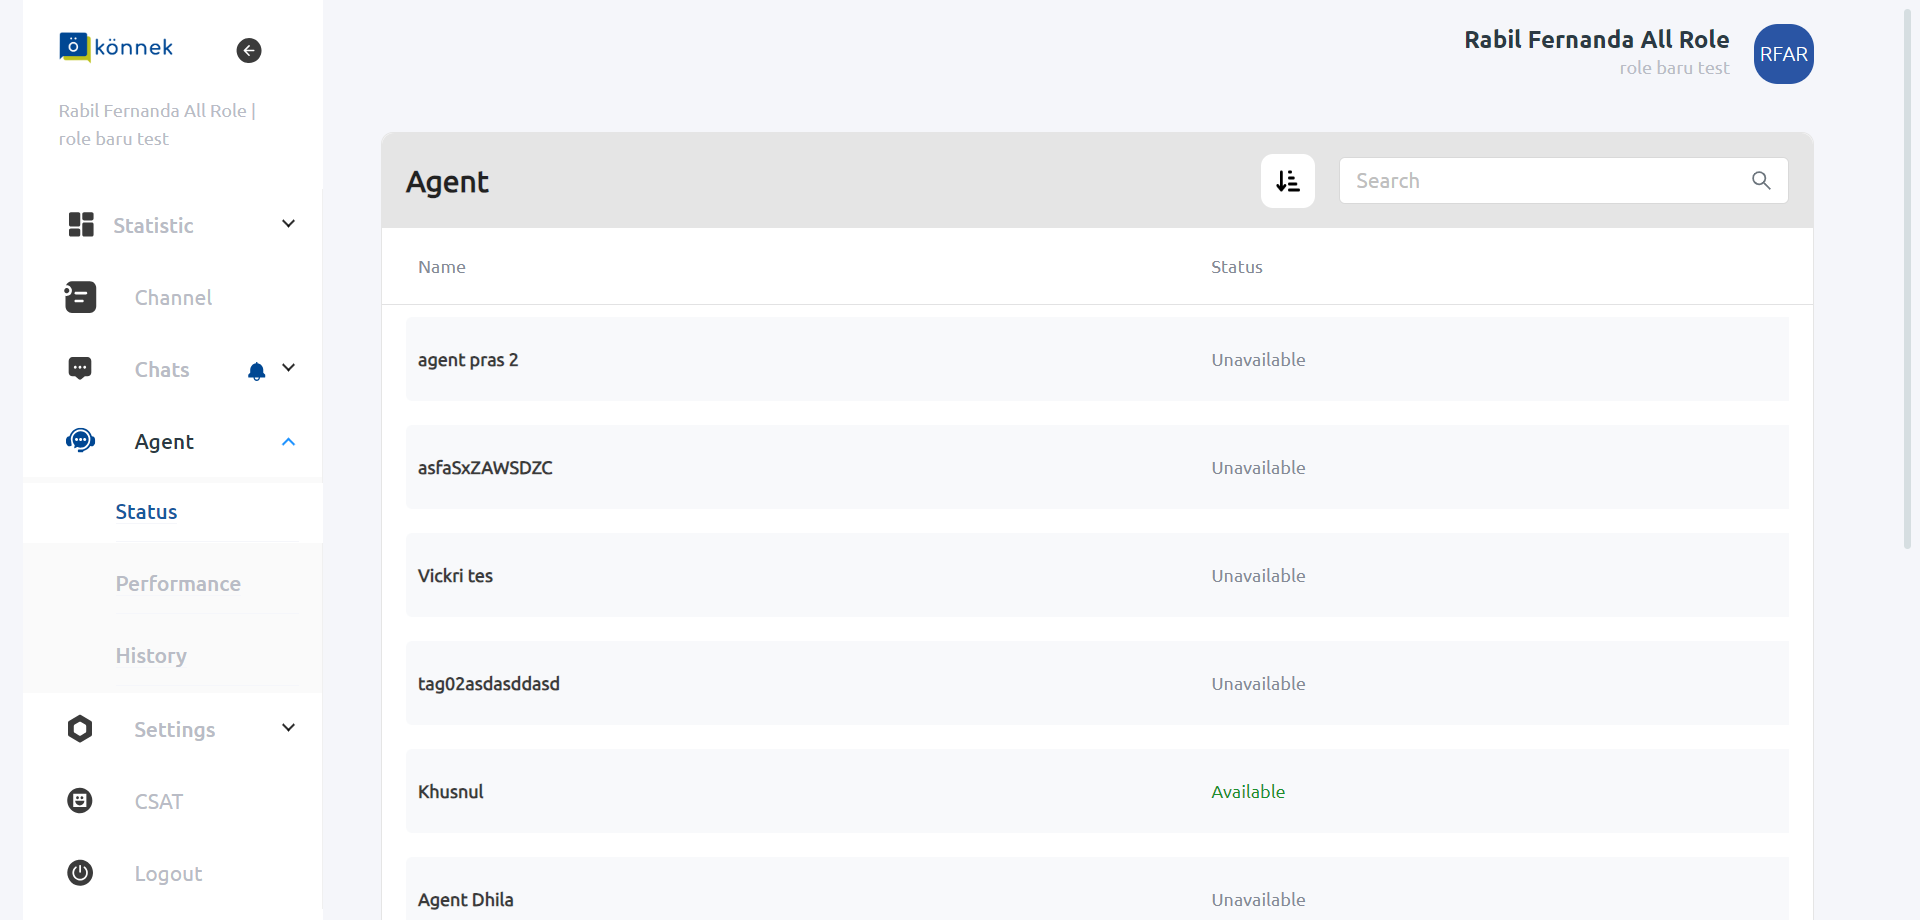 könnek
Rabil Fernanda All Role |
role baru test
Statistic
Channel
Chats
Agent
Status
Performance
History
Settings
CSAT
Logout
Rabil Fernanda All Role
role baru test
RFAR
Agent
Search
Name Status
agent pras 2 Unavailable
asfaSxZAWSDZC Unavailable
Vickri tes Unavailable
tag02asdasddasd Unavailable
Khusnul Available
Agent Dhila Unavailable